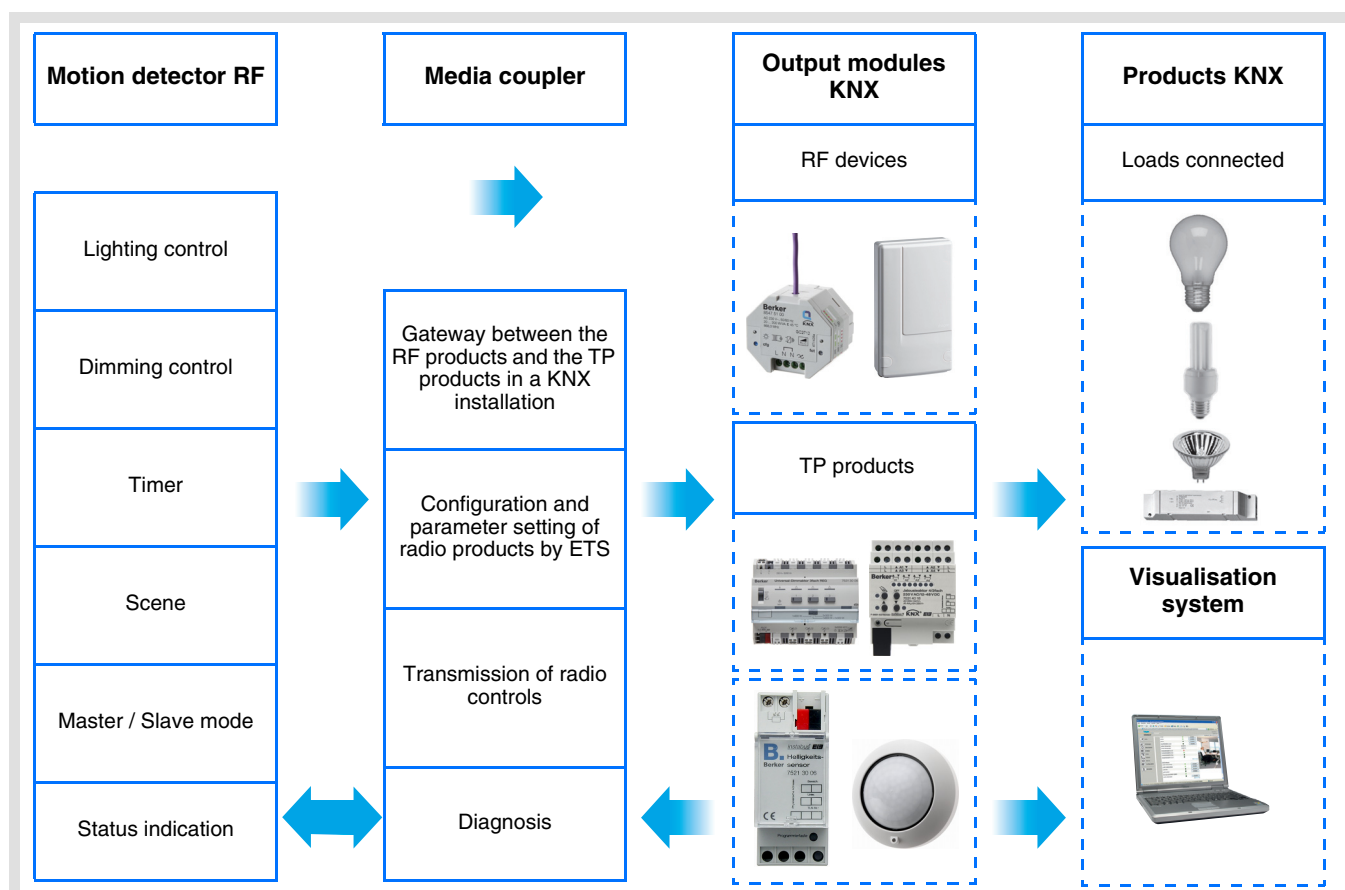 Motion detector RF
Media coupler
Output modules
KNX
Products KNX
RF devices
Loads connected
Lighting control
Dimming control
Timer
Scene
Master / Slave mode
Status indication
Gateway between the
RF products and the TP
products in a KNX
installation
Configuration and
parameter setting of
radio products by ETS
Transmission of radio
controls
Diagnosis
Berker
KNX
L N N
TP products
Berker
Berker
KNX
B.
Berker
Helligkeits-
sensor
7521 30 06
CE
Visualisation
system